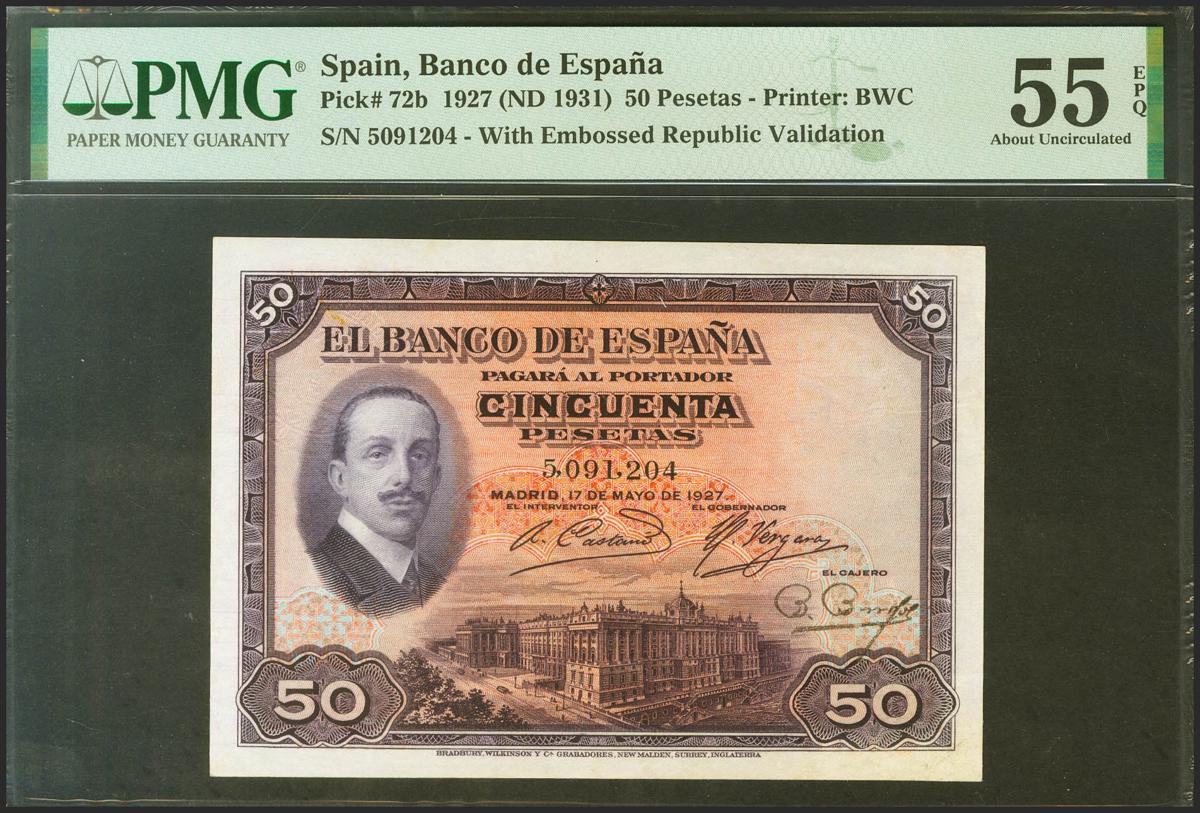 PMG®
PAPER MONEY GUARANTY
Spain, Banco de España
Pick# 72b 1927 (ND 1931) 50 Pesetas - Printer: BWC
S/N 5091204 - With Embossed Republic Validation
55
EPQ
About Uncirculated
50
50
EL BANCO DE ESPAÑA
PAGARÁ AL PORTADOR
CINCUENTA
PESETAS
5,091,204
MADRID, 17 DE MAYO DE 1927.
EL INTERVENTOR EL GOBERNADOR
EL CAJERO
50
50
BRADBURY, WILKINSON Y Cª GRABADORES, NEW MALDEN, SURREY, INGLATERRA